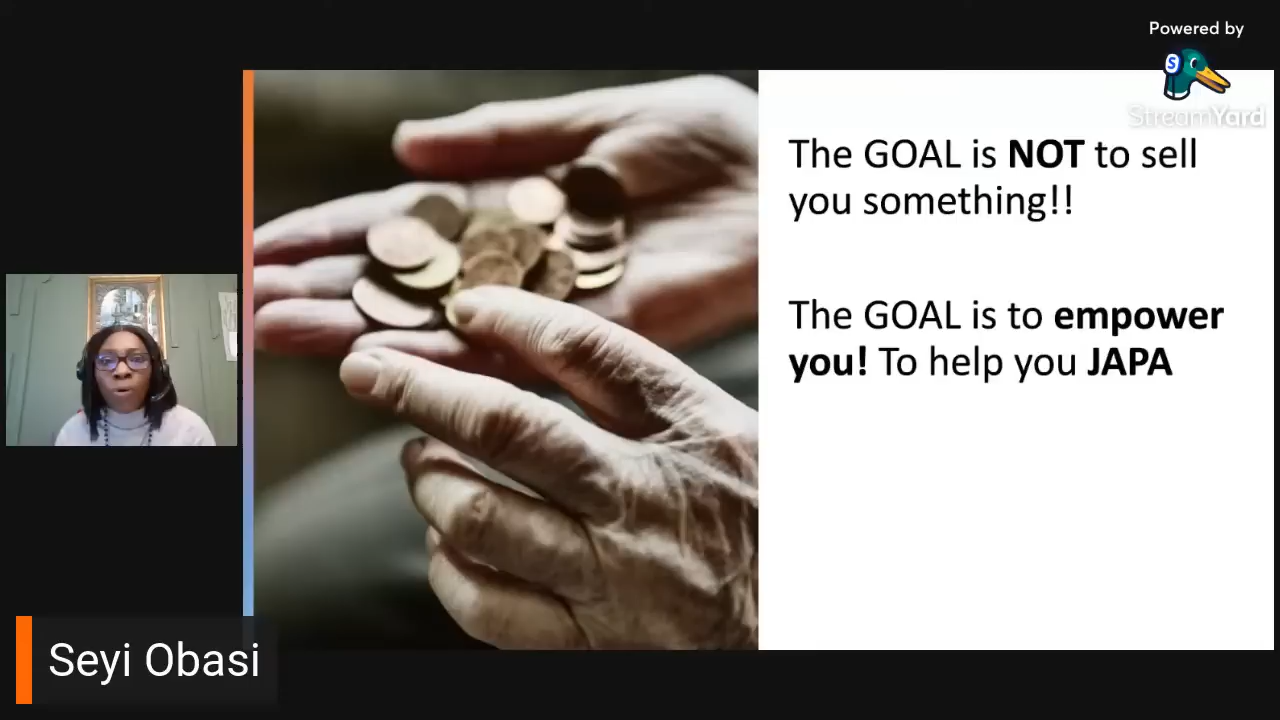 Powered by
S
StreamYard
The GOAL is NOT to sell
you something!!
The GOAL is to empower
you! To help you JAPA
Seyi Obasi